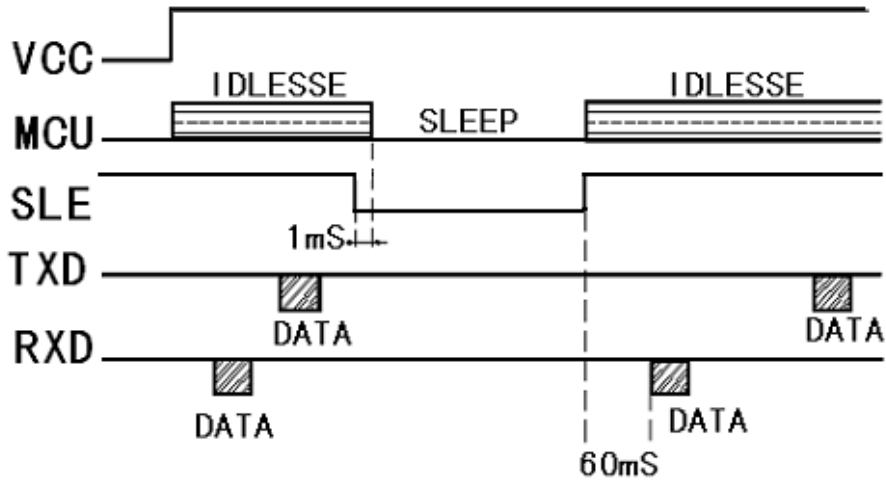 VCC
IDLESSE
IDLESSE
MCU
SLEEP
SLE
1mS
TXD
DATA
DATA
RXD
DATA
DATA
60mS